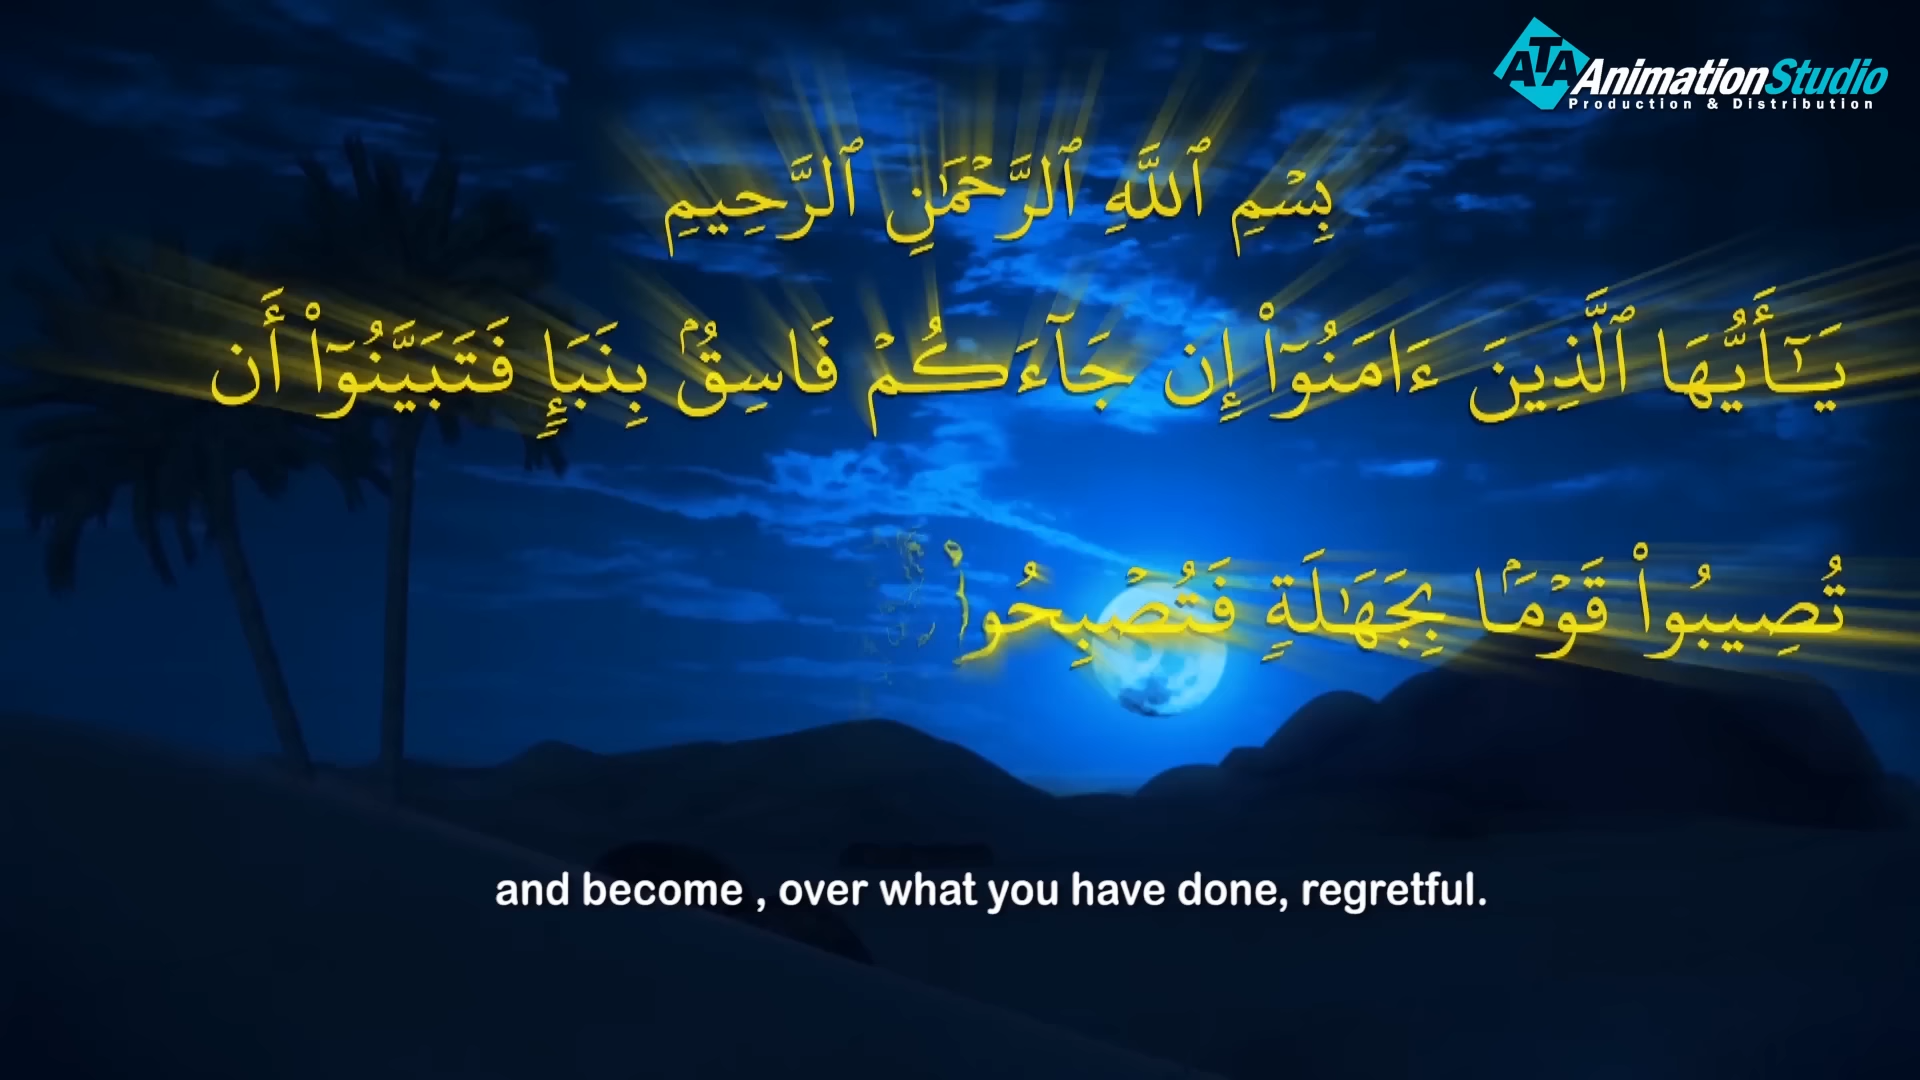 ATA AnimationStudio
Production & Distribution
بِسْمِ ٱللَّهِ ٱلرَّحْمَٰنِ ٱلرَّحِيمِ
يَـٰٓأَيُّهَا ٱلَّذِينَ ءَامَنُوٓا۟ إِن جَآءَكُمْ فَاسِقٌۢ بِنَبَإٍ فَتَبَيَّنُوٓا۟ أَن
تُصِيبُوا۟ قَوْمًۢا بِجَهَـٰلَةٍ فَتُصْبِحُوا۟
and become , over what you have done, regretful.